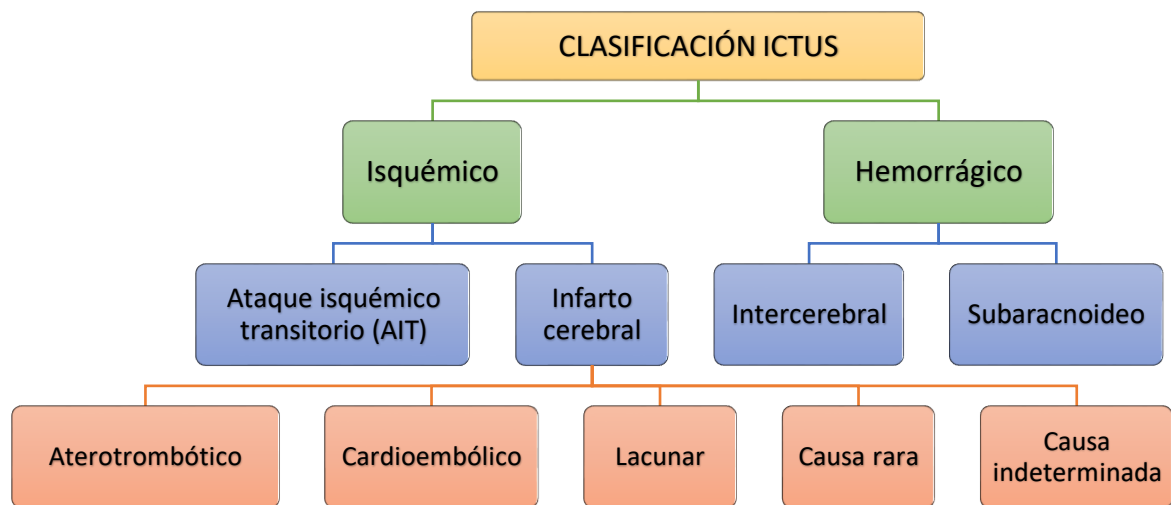 CLASIFICACIÓN ICTUS
Isquémico
Hemorrágico
Ataque isquémico
transitorio (AIT)
Infarto
cerebral
Intercerebral
Subaracnoideo
Aterotrombótico
Cardioembólico
Lacunar
Causa rara
Causa
indeterminada